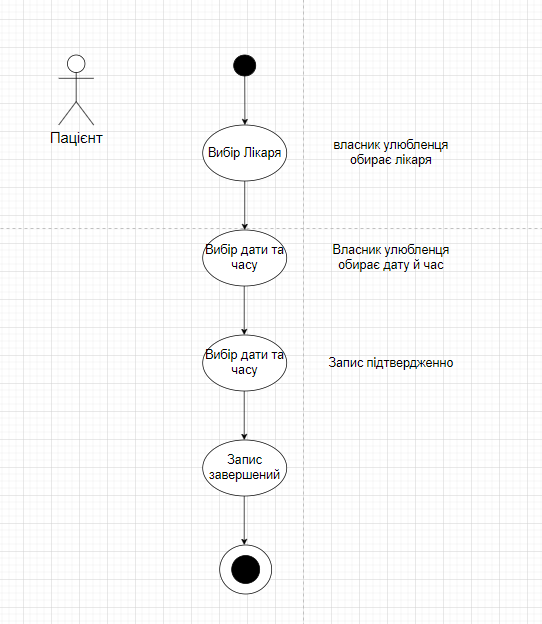 Пацієнт
Вибір Лікаря
власник улюбленця
обирає лікаря
Вибір дати та
часу
Власник улюбленця
обирає дату й час
Вибір дати та
часу
Запис підтвердженно
Запис
завершений